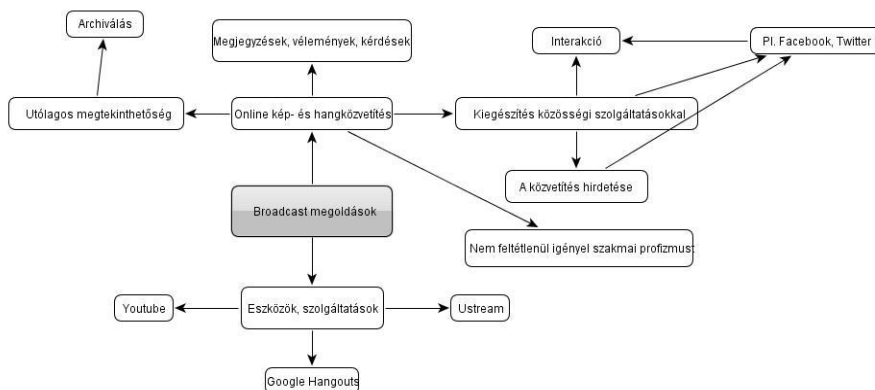 Archiválás
Megjegyzések, vélemények, kérdések
Interakció
Pl. Facebook, Twitter
Utólagos megtekinthetőség
Online kép- és hangközvetítés
Kiegészítés közösségi szolgáltatásokkal
A közvetítés hirdetése
Broadcast megoldások
Nem feltétlenül igényel szakmai profizmust
Youtube
Eszközök, szolgáltatások
Ustream
Google Hangouts